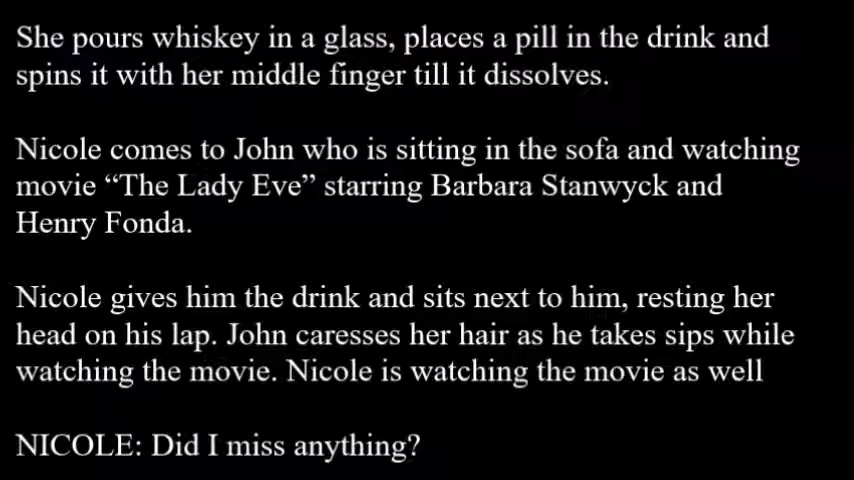 She pours whiskey in a glass, places a pill in the drink and
spins it with her middle finger till it dissolves.
Nicole comes to John who is sitting in the sofa and watching
movie “The Lady Eve” starring Barbara Stanwyck and
Henry Fonda.
Nicole gives him the drink and sits next to him, resting her
head on his lap. John caresses her hair as he takes sips while
watching the movie. Nicole is watching the movie as well
NICOLE: Did I miss anything?